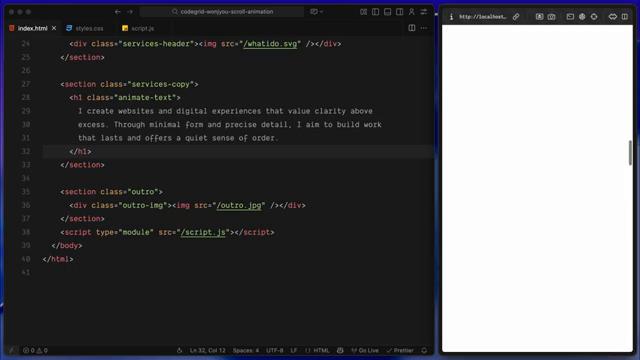 codegrid-wonjyou-scroll-animation
index.html
styles.css
script.js
http://localhost...
24 <div class="services-header"><img src="/whatido.svg" /></div>
25 </section>
26
27 <section class="services-copy">
28 <h1 class="animate-text">
29 I create websites and digital experiences that value clarity above
30 excess. Through minimal form and precise detail, I aim to build work
31 that lasts and offers a quiet sense of order.
32 </h1>
33 </section>
34
35 <section class="outro">
36 <div class="outro-img"><img src="/outro.jpg" /></div>
37 </section>
38 <script type="module" src="/script.js"></script>
39 </body>
40 </html>
41
0 0 Ln 32, Col 12 Spaces: 4 UTF-8 LF HTML Go Live Prettier